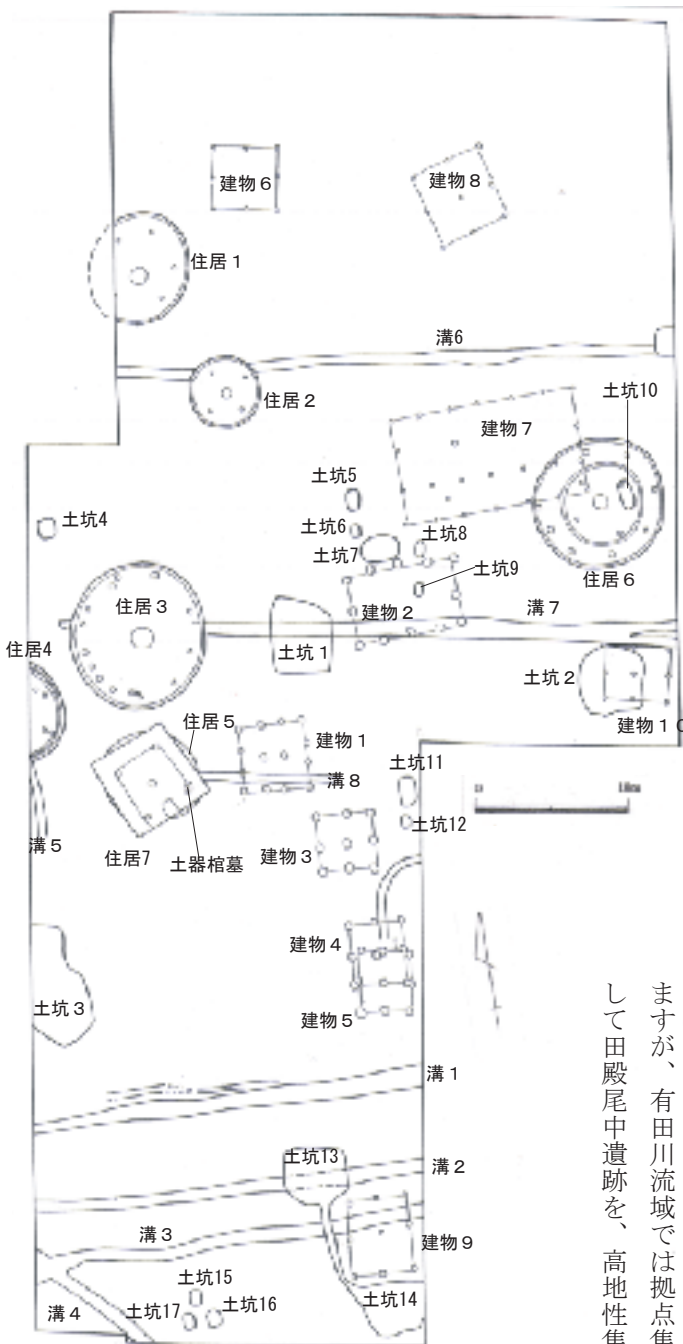 建物6
建物8
住居1
溝6
住居2
土坑10
建物7
土坑5
土坑4
土坑6
土坑8
土坑7
土坑9
住居6
住居3
建物2
溝7
住居4
土坑1
土坑2
住居5
建物1
建物10
土坑11
溝8
土坑12
溝5
建物3
住居7
土器棺墓
建物4
土坑3
建物5
溝1
土坑13
溝2
溝3
建物9
土坑15
土坑16
土坑17
土坑14
溝4
ますが、有田川流域では拠点集
して田殿尾中遺跡を、高地性集